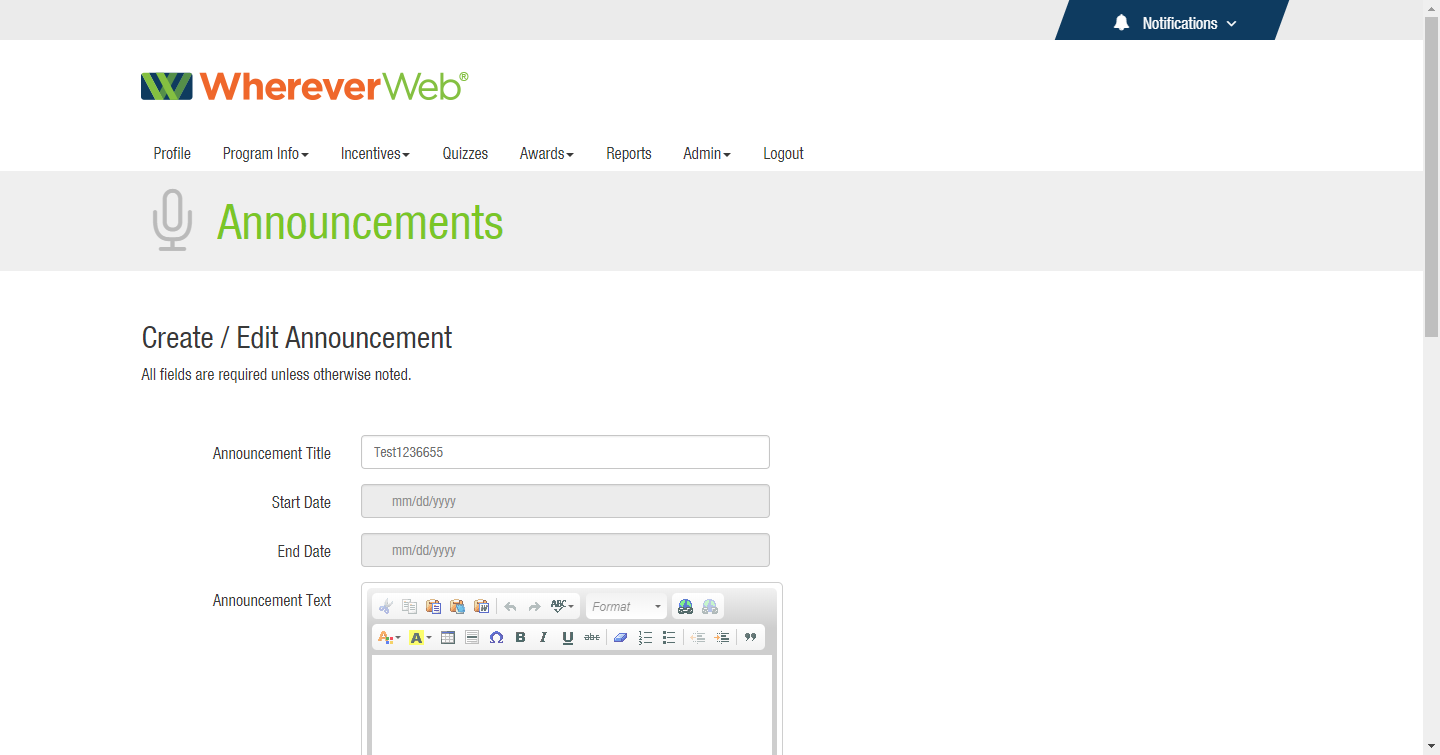 Notifications
WhereverWeb®
Profile Program Info Incentives Quizzes Awards Reports Admin Logout
Announcements
Create / Edit Announcement
All fields are required unless otherwise noted.
Announcement Title Test1236655
Start Date mm/dd/yyyy
End Date mm/dd/yyyy
Announcement Text
ABC Format
A A Ω B I U abc